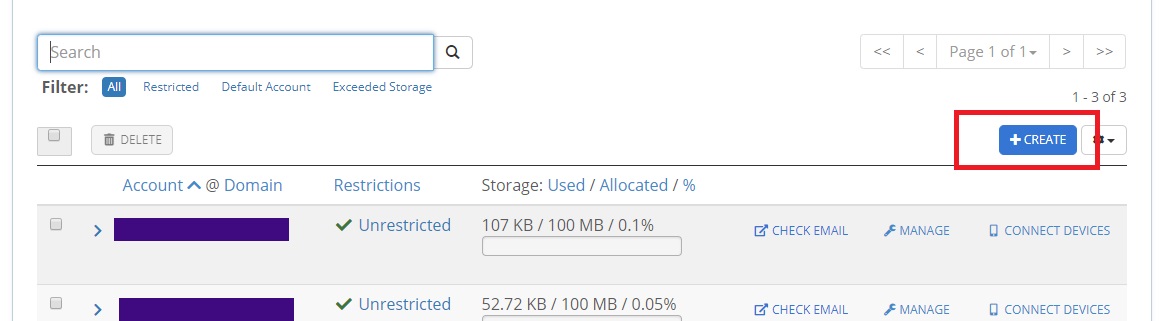 Search
<< < Page 1 of 1 > >>
Filter: All Restricted Default Account Exceeded Storage
1 - 3 of 3
DELETE
CREATE
Account @ Domain Restrictions Storage: Used / Allocated / %
Unrestricted 107 KB / 100 MB / 0.1% CHECK EMAIL MANAGE CONNECT DEVICES
Unrestricted 52.72 KB / 100 MB / 0.05% CHECK EMAIL MANAGE CONNECT DEVICES